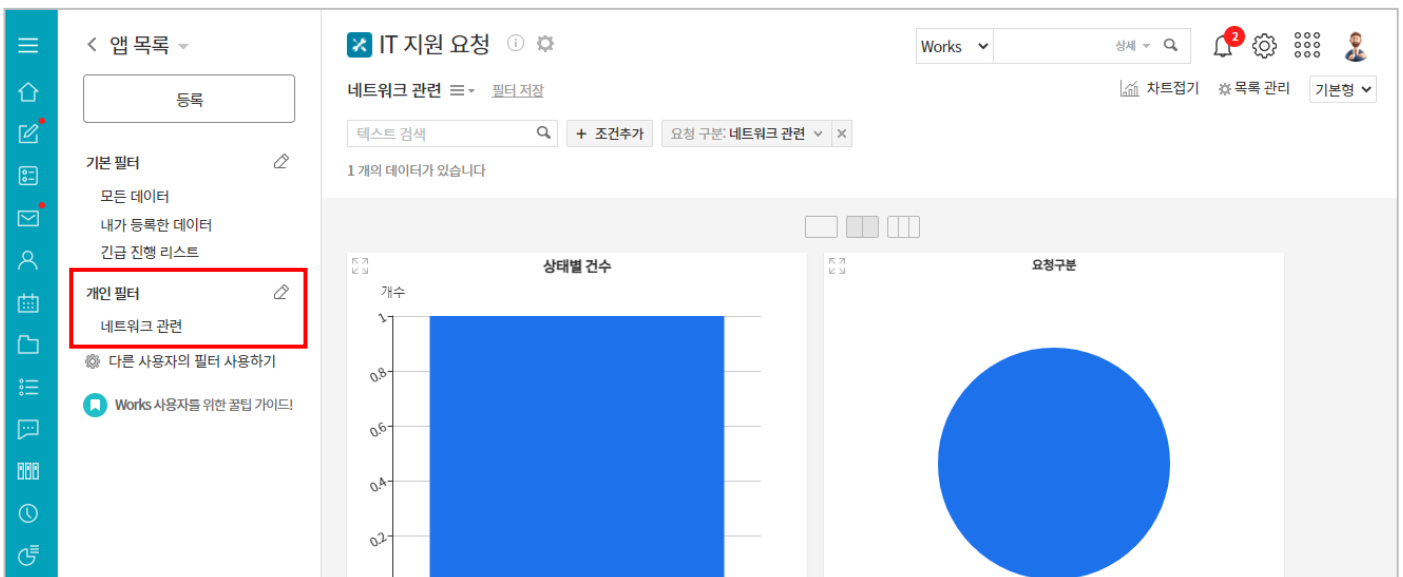 앱 목록
등록
기본 필터
모든 데이터
내가 등록한 데이터
긴급 진행 리스트
개인 필터
네트워크 관련
다른 사용자의 필터 사용하기
Works 사용자를 위한 꿀팁 가이드!
IT 지원 요청
Works 상세 2
네트워크 관련 필터 저장
차트접기 목록 관리 기본형
텍스트 검색 + 조건추가 요청 구분: 네트워크 관련
1 개의 데이터가 있습니다
상태별 건수
개수
1
0.8
0.6
0.4
0.2
요청구분